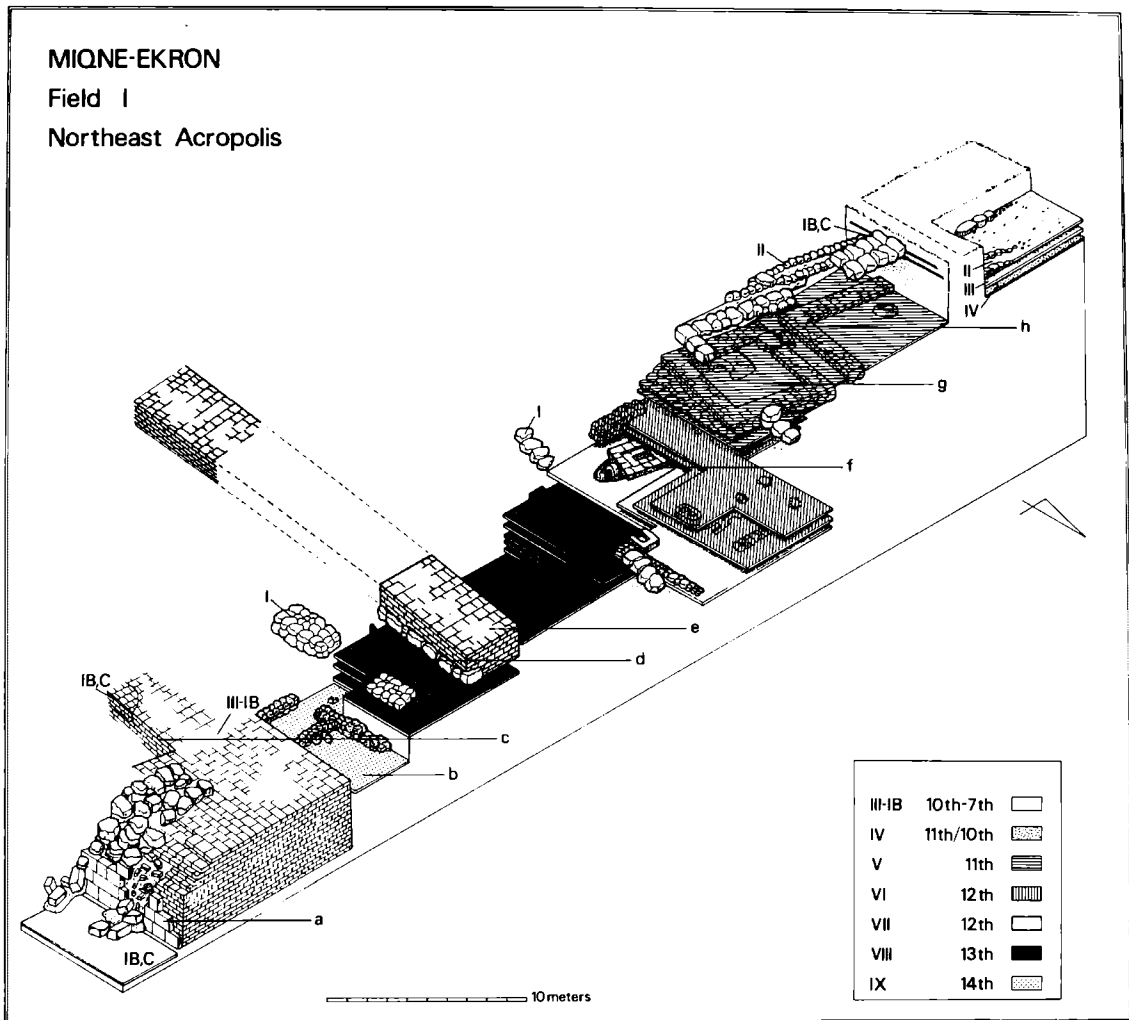 MIQNE-EKRON
Field I
Northeast Acropolis
IB,C
II
II
III
IV
h
g
I
f
I
e
d
IB,C
III-IB
c
b
a
IB,C
10 meters
III-IB 10th-7th
IV 11th/10th
V 11th
VI 12th
VII 12th
VIII 13th
IX 14th